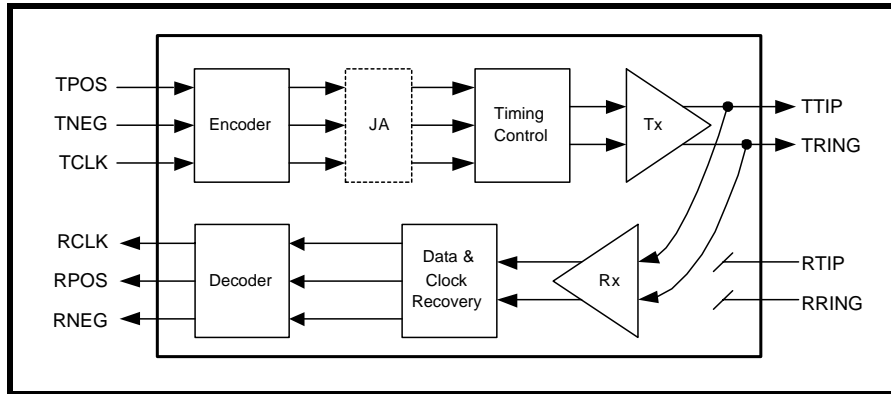 TPOS
TNEG
TCLK
Encoder
JA
Timing
Control
Tx
TTIP
TRING
RCLK
RPOS
RNEG
Decoder
Data &
Clock
Recovery
Rx
RTIP
RRING